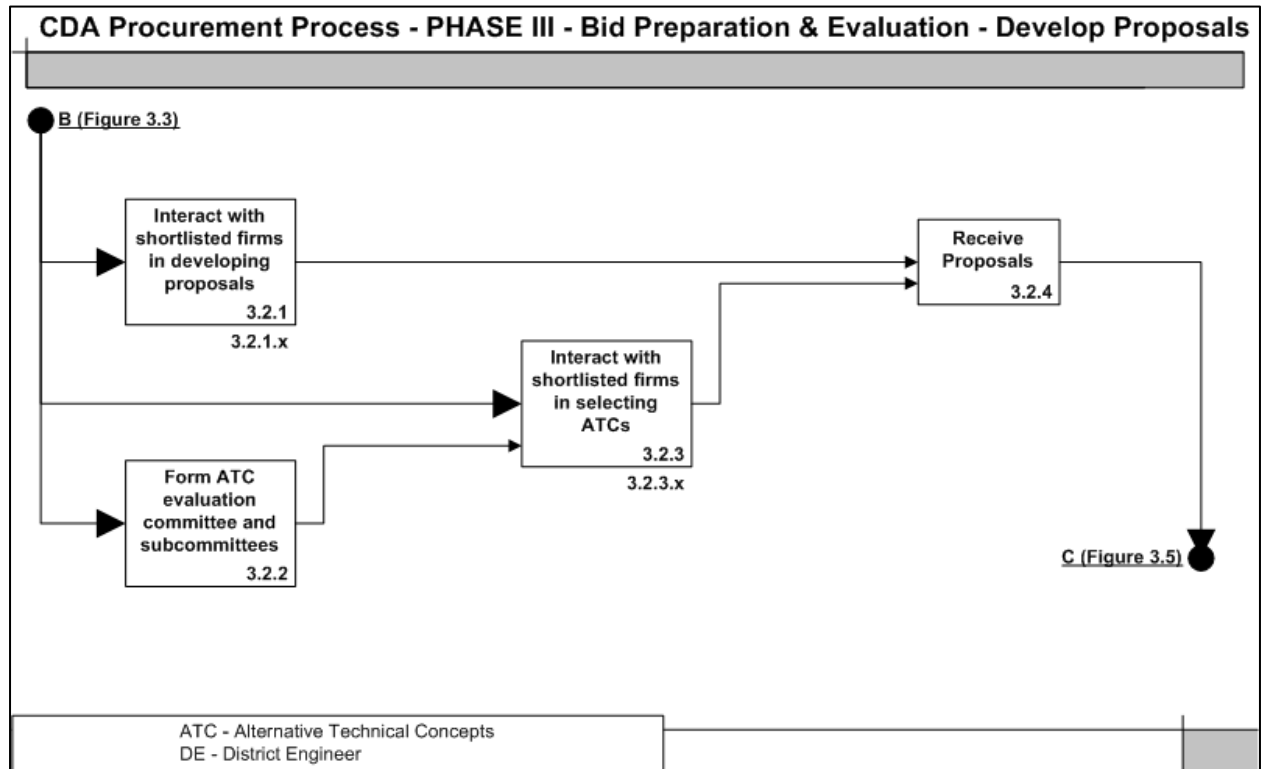 CDA Procurement Process - PHASE III - Bid Preparation & Evaluation - Develop Proposals
B (Figure 3.3)
Interact with
shortlisted firms
in developing
proposals
3.2.1
3.2.1.x
Receive
Proposals
3.2.4
Interact with
shortlisted firms
in selecting
ATCs
3.2.3
3.2.3.x
Form ATC
evaluation
committee and
subcommittees
3.2.2
C (Figure 3.5)
ATC - Alternative Technical Concepts
DE - District Engineer